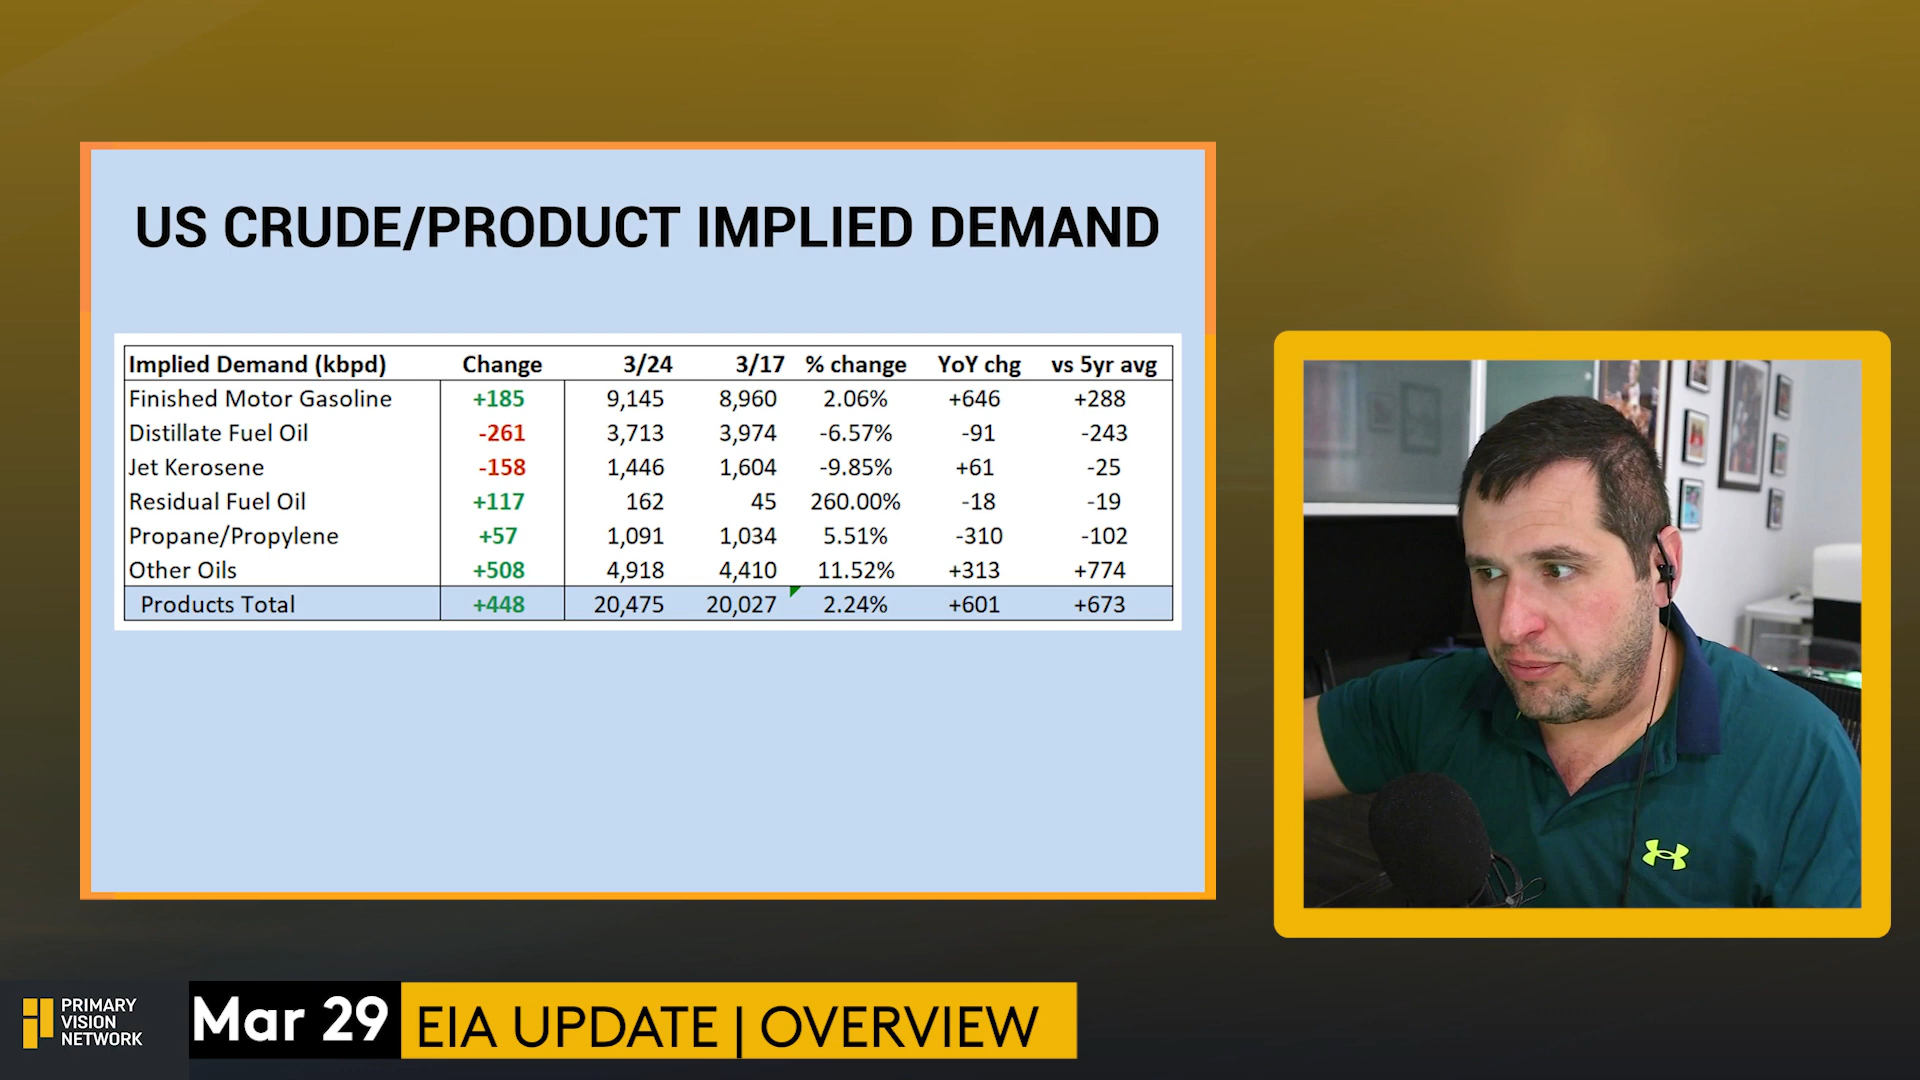 US CRUDE/PRODUCT IMPLIED DEMAND
Implied Demand (kbpd) Change 3/24 3/17 % change YoY chg vs 5yr avg
Finished Motor Gasoline +185 9,145 8,960 2.06% +646 +288
Distillate Fuel Oil -261 3,713 3,974 -6.57% -91 -243
Jet Kerosene -158 1,446 1,604 -9.85% +61 -25
Residual Fuel Oil +117 162 45 260.00% -18 -19
Propane/Propylene +57 1,091 1,034 5.51% -310 -102
Other Oils +508 4,918 4,410 11.52% +313 +774
Products Total +448 20,475 20,027 2.24% +601 +673
PRIMARY
VISION
NETWORK
Mar 29 EIA UPDATE | OVERVIEW